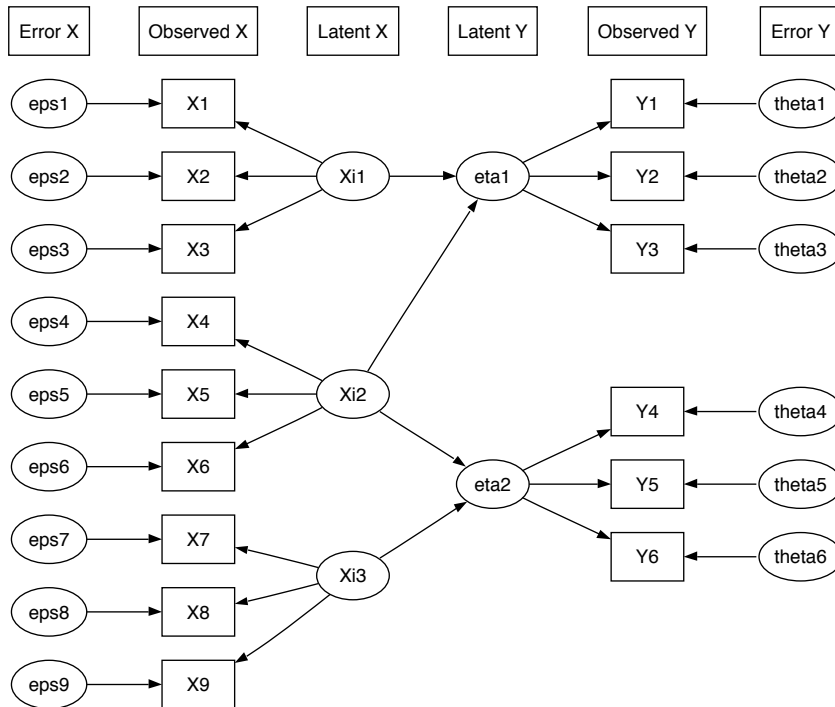 Error X Observed X Latent X Latent Y Observed Y Error Y
eps1 X1 Y1 theta1
eps2 X2 Xi1 eta1 Y2 theta2
eps3 X3 Y3 theta3
eps4 X4
eps5 X5 Xi2 Y4 theta4
eps6 X6 eta2 Y5 theta5
eps7 X7 Y6 theta6
Xi3
eps8 X8
eps9 X9